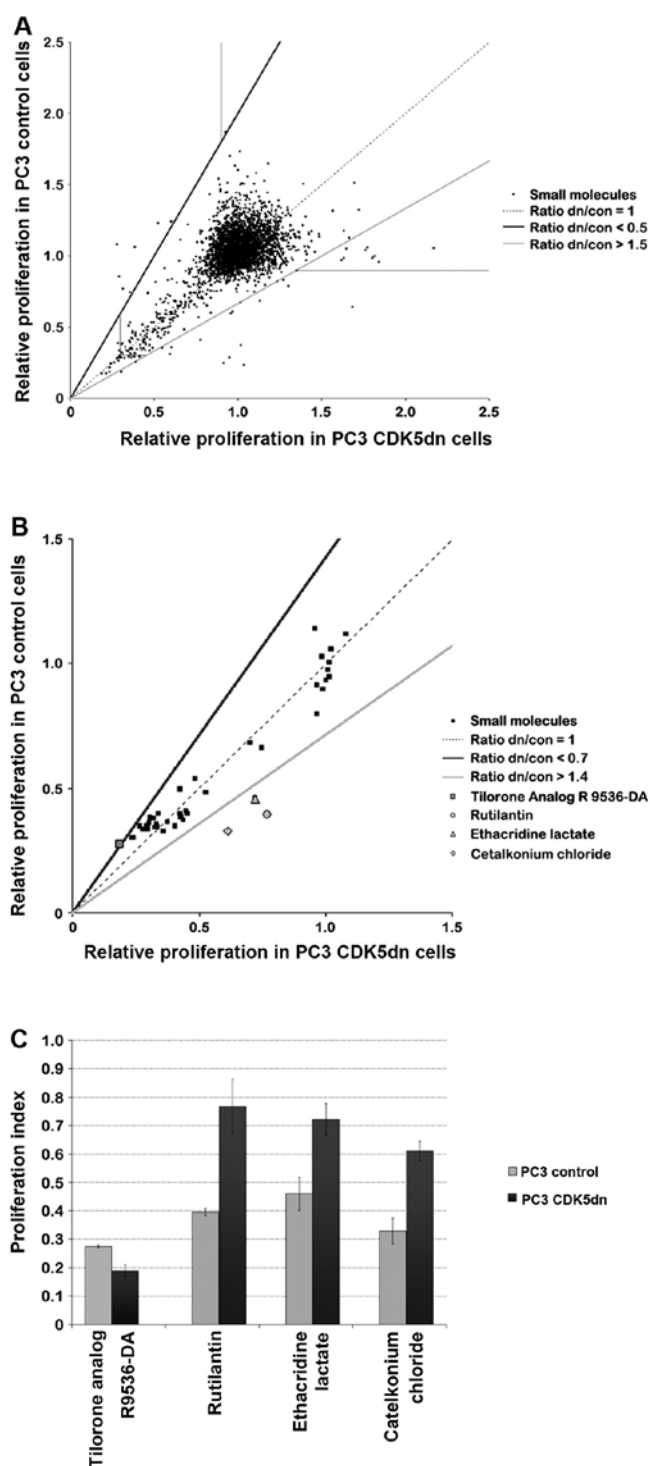 A
Relative proliferation in PC3 control cells
2.5
2.0
1.5
1.0
0.5
0
0
0.5
1.0
1.5
2.0
2.5
Relative proliferation in PC3 CDK5dn cells
Small molecules
Ratio dn/con = 1
Ratio dn/con < 0.5
Ratio dn/con > 1.5
B
Relative proliferation in PC3 control cells
1.5
1.0
0.5
0
0
0.5
1.0
1.5
Relative proliferation in PC3 CDK5dn cells
Small molecules
Ratio dn/con = 1
Ratio dn/con < 0.7
Ratio dn/con > 1.4
Tilorone Analog R 9536-DA
Rutilantin
Ethacridine lactate
Cetalkonium chloride
C
Proliferation index
1.0
0.9
0.8
0.7
0.6
0.5
0.4
0.3
0.2
0.1
0
Tilorone analog
R9536-DA
Rutilantin
Ethacridine
lactate
Catelkonium
chloride
PC3 control
PC3 CDK5dn